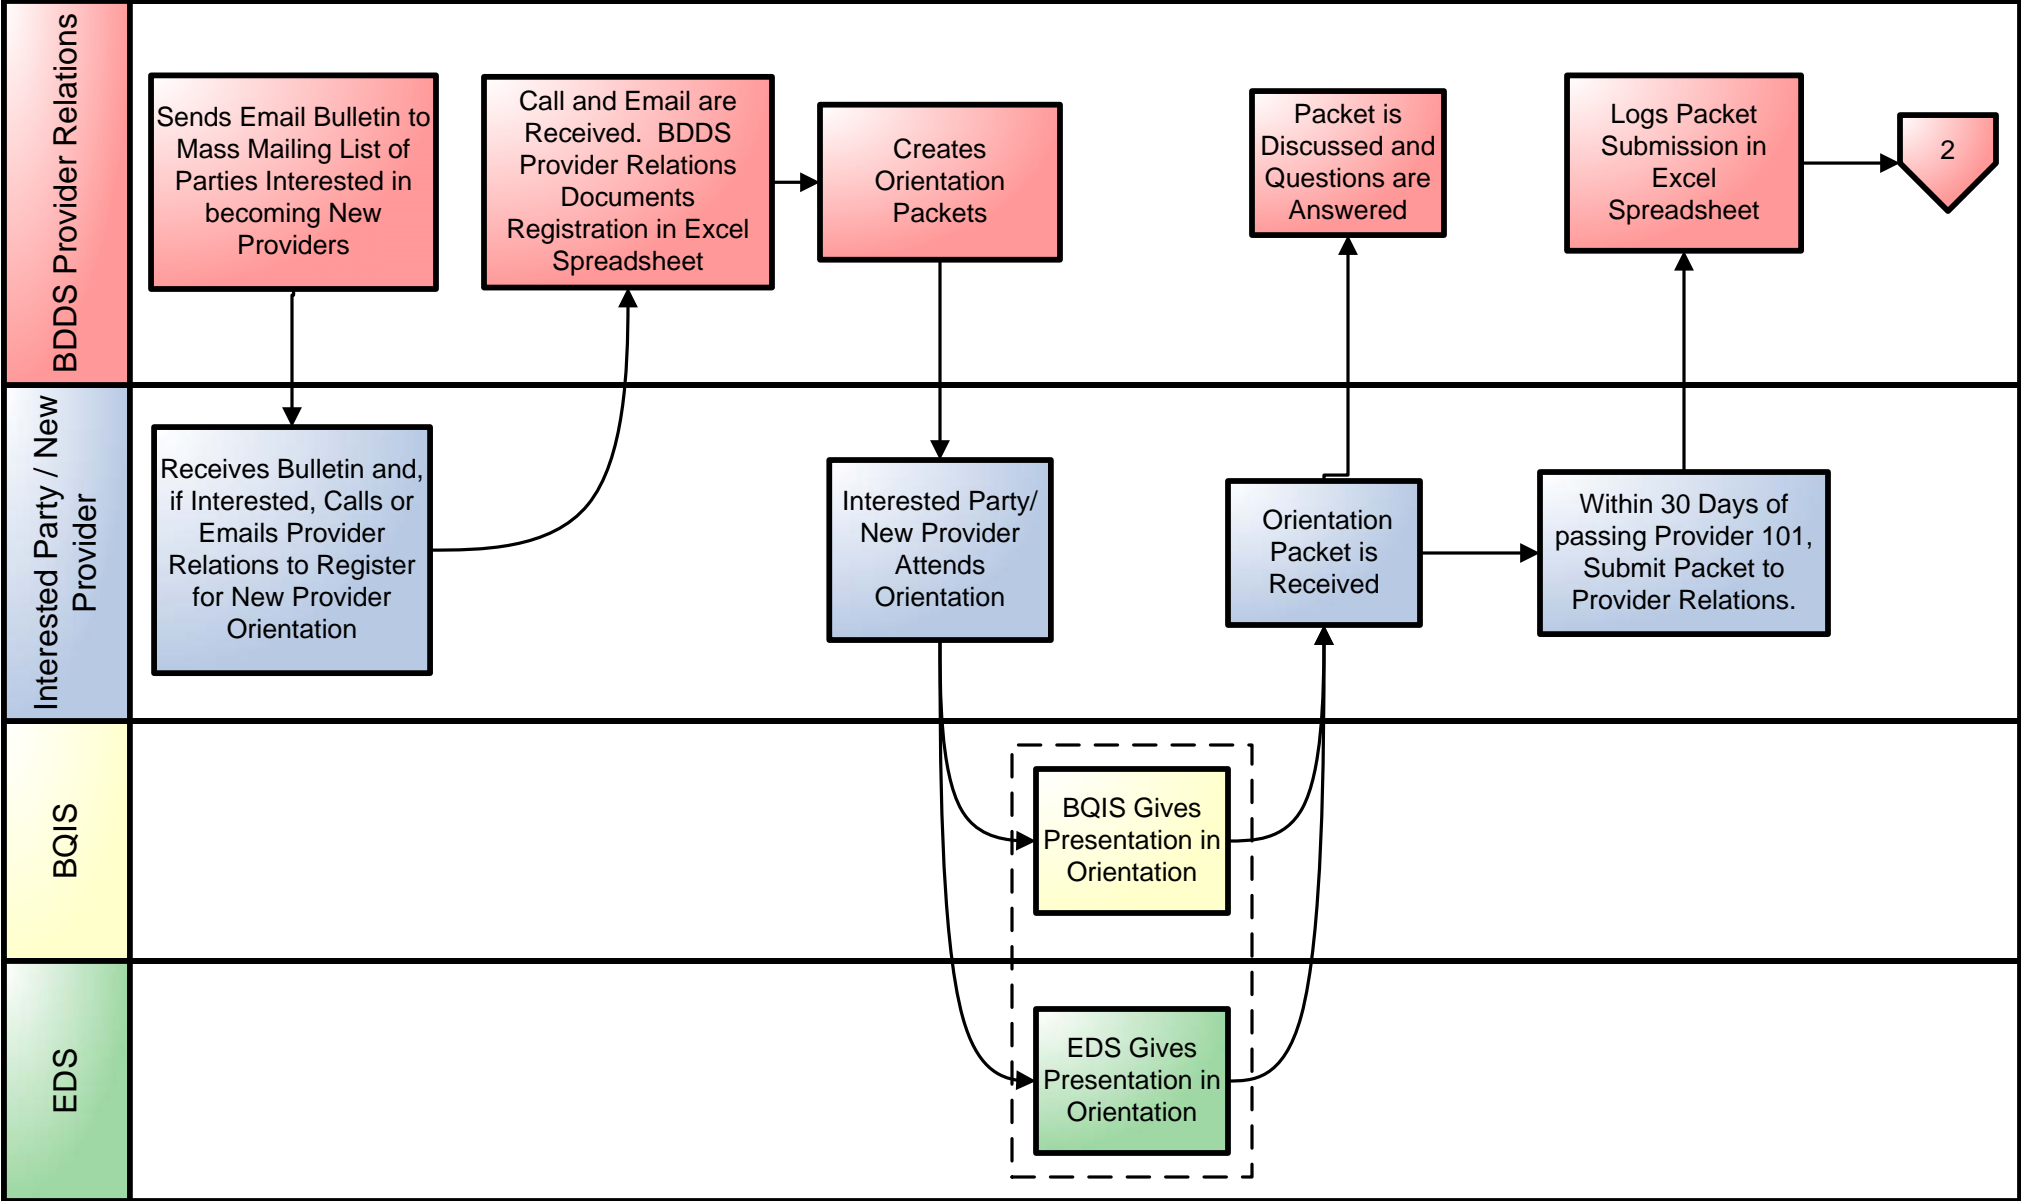 BDDS Provider Relations
Sends Email Bulletin to
Mass Mailing List of
Parties Interested in
becoming New
Providers
Call and Email are
Received.  BDDS
Provider Relations
Documents
Registration in Excel
Spreadsheet
Creates
Orientation
Packets
Packet is
Discussed and
Questions are
Answered
Logs Packet
Submission in
Excel
Spreadsheet
2
Interested Party / New
Provider
Receives Bulletin and,
if Interested, Calls or
Emails Provider
Relations to Register
for New Provider
Orientation
Interested Party/
New Provider
Attends
Orientation
Orientation
Packet is
Received
Within 30 Days of
passing Provider 101,
Submit Packet to
Provider Relations.
BQIS
BQIS Gives
Presentation in
Orientation
EDS
EDS Gives
Presentation in
Orientation